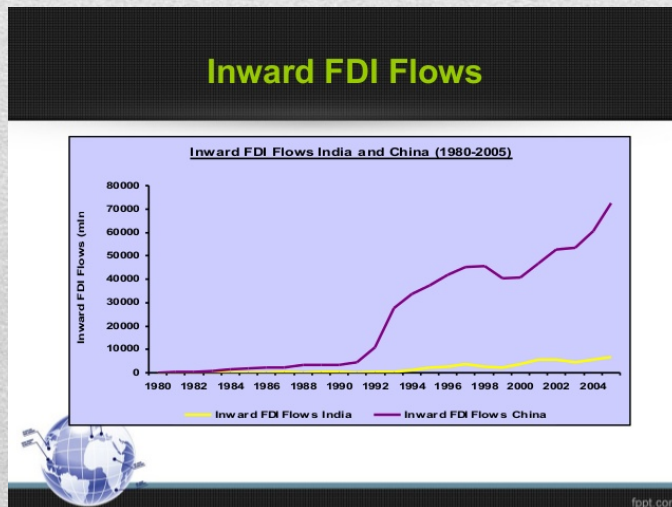 Inward FDI Flows
Inward FDI Flows India and China (1980-2005)
Inward FDI Flows (mln
80000
70000
60000
50000
40000
30000
20000
10000
0
1980 1982 1984 1986 1988 1990 1992 1994 1996 1998 2000 2002 2004
Inward FDI Flows India Inward FDI Flows China
fppt.com